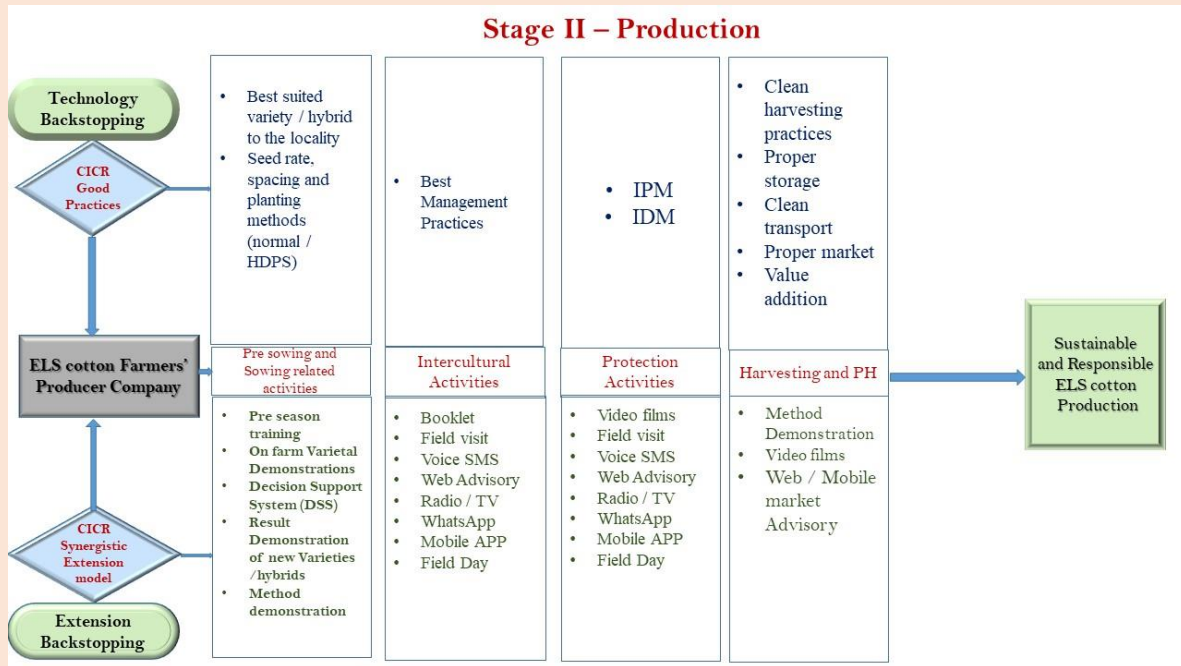 Stage II – Production
Technology
Backstopping
CICR
Good
Practices
• Best suited
variety / hybrid
to the locality
• Seed rate,
spacing and
planting
methods
(normal /
HDPS)
• Best
Management
Practices
• IPM
• IDM
• Clean
harvesting
practices
• Proper
storage
• Clean
transport
• Proper market
• Value
addition
ELS cotton Farmers’
Producer Company
Pre sowing and
Sowing related
activities
Intercultural
Activities
Protection
Activities
Harvesting and PH
Sustainable
and Responsible
ELS cotton
Production
CICR
Synergistic
Extension
model
Extension
Backstopping
• Pre season
training
• On farm Varietal
Demonstrations
• Decision Support
System (DSS)
• Result
Demonstration
of new Varieties
/hybrids
• Method
demonstration
• Booklet
• Field visit
• Voice SMS
• Web Advisory
• Radio / TV
• WhatsApp
• Mobile APP
• Field Day
• Video films
• Field visit
• Voice SMS
• Web Advisory
• Radio / TV
• WhatsApp
• Mobile APP
• Field Day
• Method
Demonstration
• Video films
• Web / Mobile
market
Advisory